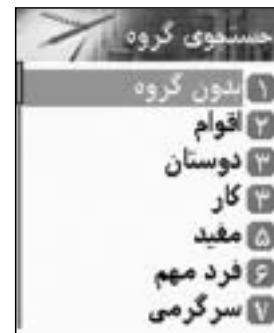 جستجوی گروه
۱ بدون گروه
۲ اقوام
۳ دوستان
۴ کار
۵ مفید
۶ فرد مهم
۷ سرگرمی